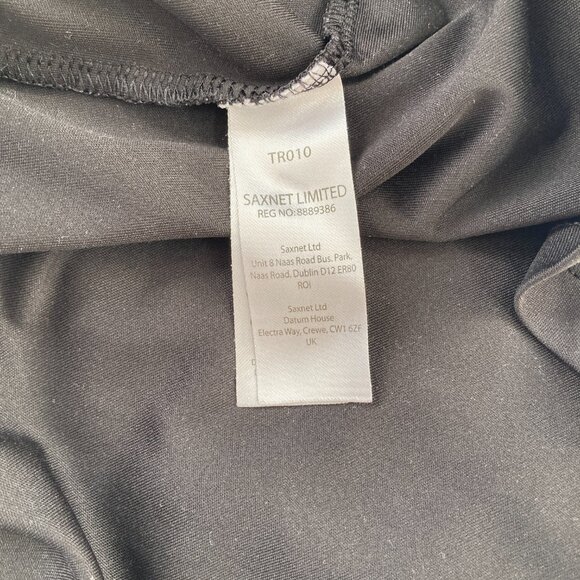 TR010
SAXNET LIMITED
REG NO: 8889386
Saxnet Ltd
Unit 8 Naas Road Bus. Park,
Naas Road, Dublin D12 ER80
ROI
Saxnet Ltd
Datum House
Electra Way, Crewe, CW1 6ZF
UK
D